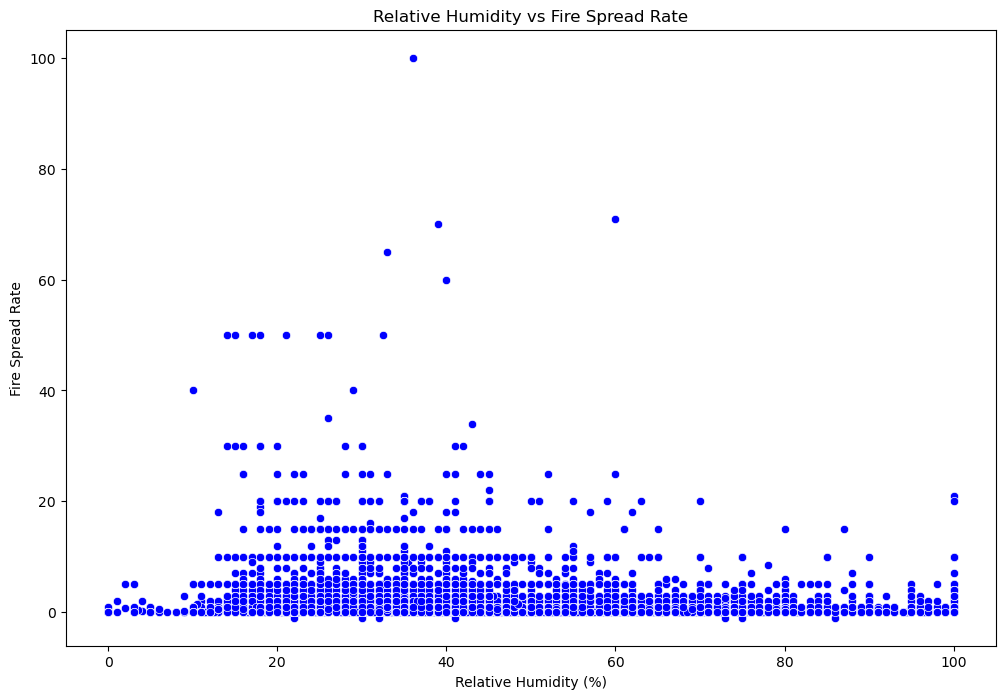 Relative Humidity vs Fire Spread Rate
100
80
60
40
20
0
Fire Spread Rate
0 20 40 60 80 100
Relative Humidity (%)